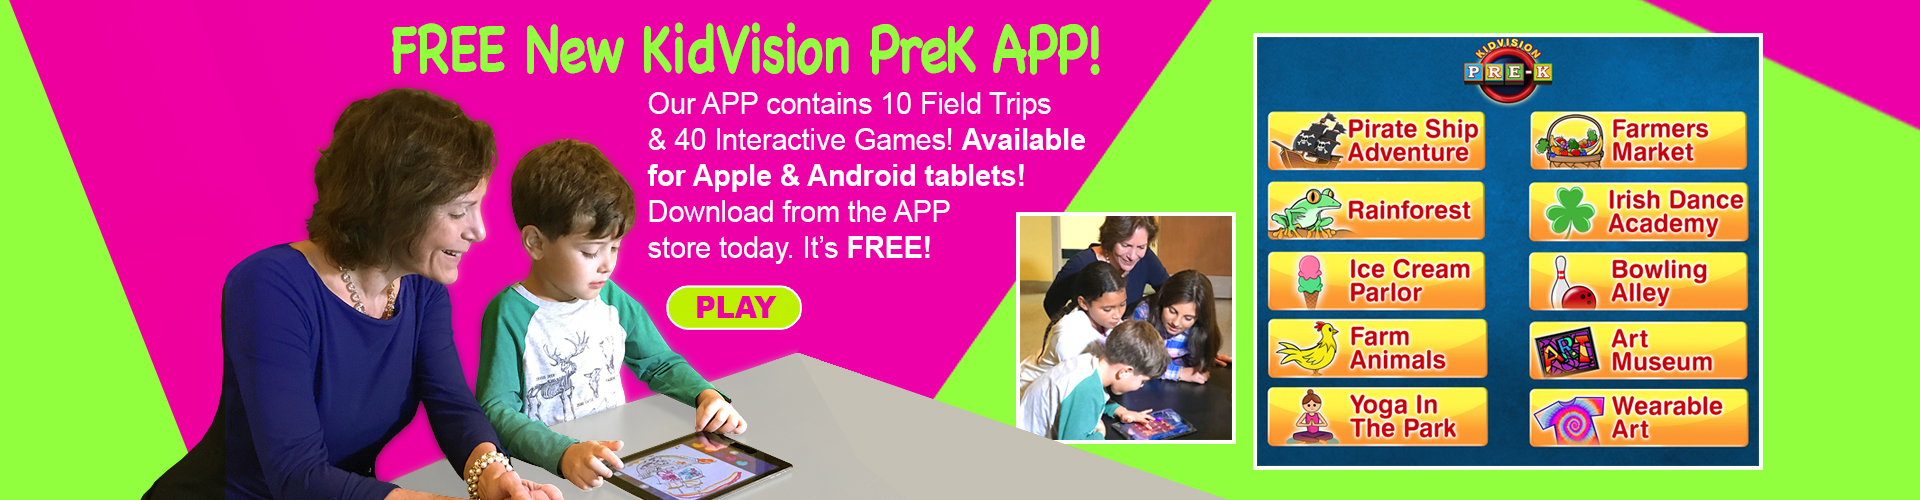 FREE New KidVision PreK APP!
Our APP contains 10 Field Trips
& 40 Interactive Games! Available
for Apple & Android tablets!
Download from the APP
store today. It's FREE!
PLAY
KIDVISION
PRE-K
Pirate Ship
Adventure
Rainforest
Ice Cream
Parlor
Farm
Animals
Yoga In
The Park
Farmers
Market
Irish Dance
Academy
Bowling
Alley
ART
Art
Museum
Wearable
Art